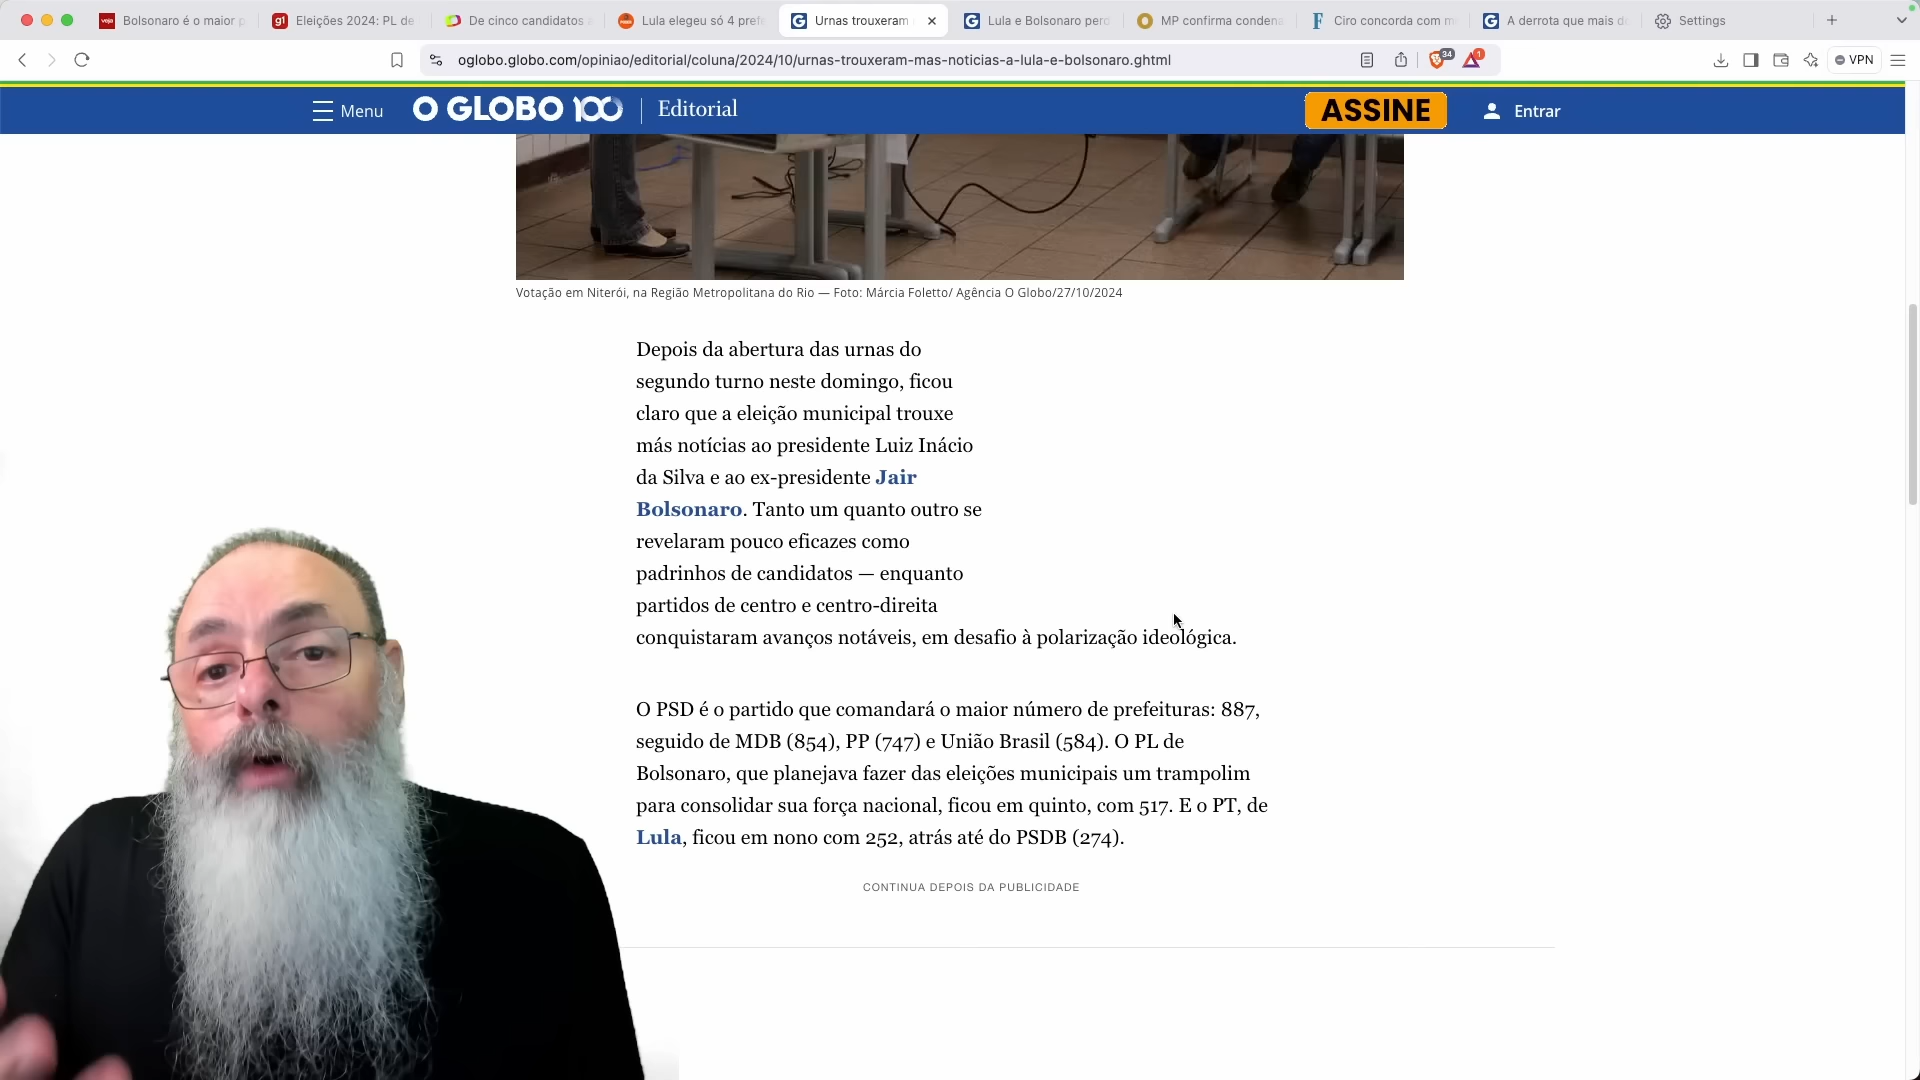 Bolsonaro é o maior p
Eleições 2024: PL de
De cinco candidatos a
Lula elegeu só 4 prefe
Urnas trouxeram
Lula e Bolsonaro perd
MP confirma condena
Ciro concorda com m
A derrota que mais d
Settings
oglobo.globo.com/opiniao/editorial/coluna/2024/10/urnas-trouxeram-mas-noticias-a-lula-e-bolsonaro.ghtml
34
1
VPN
Menu
O GLOBO 100
Editorial
ASSINE
Entrar
Votação em Niterói, na Região Metropolitana do Rio — Foto: Márcia Foletto/ Agência O Globo/27/10/2024
Depois da abertura das urnas do
segundo turno neste domingo, ficou
claro que a eleição municipal trouxe
más notícias ao presidente Luiz Inácio
da Silva e ao ex-presidente Jair
Bolsonaro. Tanto um quanto outro se
revelaram pouco eficazes como
padrinhos de candidatos — enquanto
partidos de centro e centro-direita
conquistaram avanços notáveis, em desafio à polarização ideológica.
O PSD é o partido que comandará o maior número de prefeituras: 887,
seguido de MDB (854), PP (747) e União Brasil (584). O PL de
Bolsonaro, que planejava fazer das eleições municipais um trampolim
para consolidar sua força nacional, ficou em quinto, com 517. E o PT, de
Lula, ficou em nono com 252, atrás até do PSDB (274).
CONTINUA DEPOIS DA PUBLICIDADE